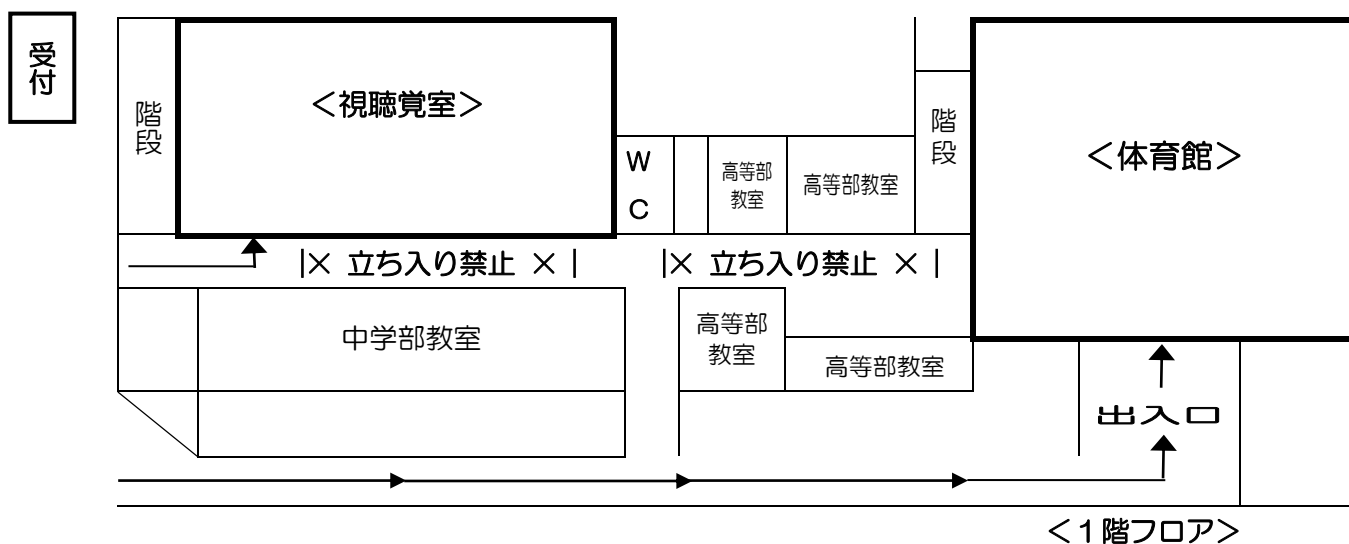 受付
階段
＜視聴覚室＞
WC
高等部
教室
高等部教室
階段
＜体育館＞
|× 立ち入り禁止 ×|
|× 立ち入り禁止 ×|
中学部教室
高等部
教室
高等部教室
出入口
＜１階フロア＞